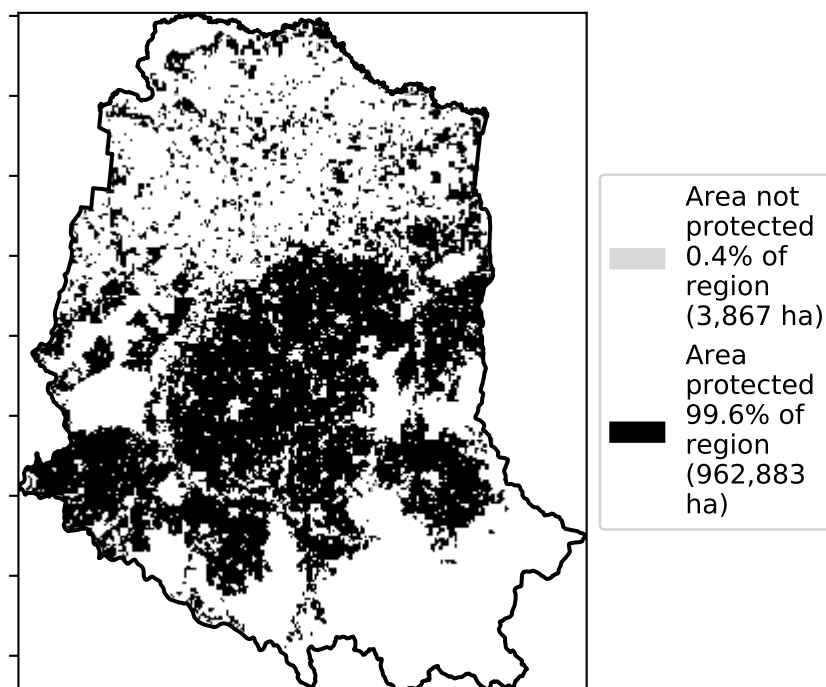 Area not
protected
0.4% of
region
(3,867 ha)
Area
protected
99.6% of
region
(962,883
ha)